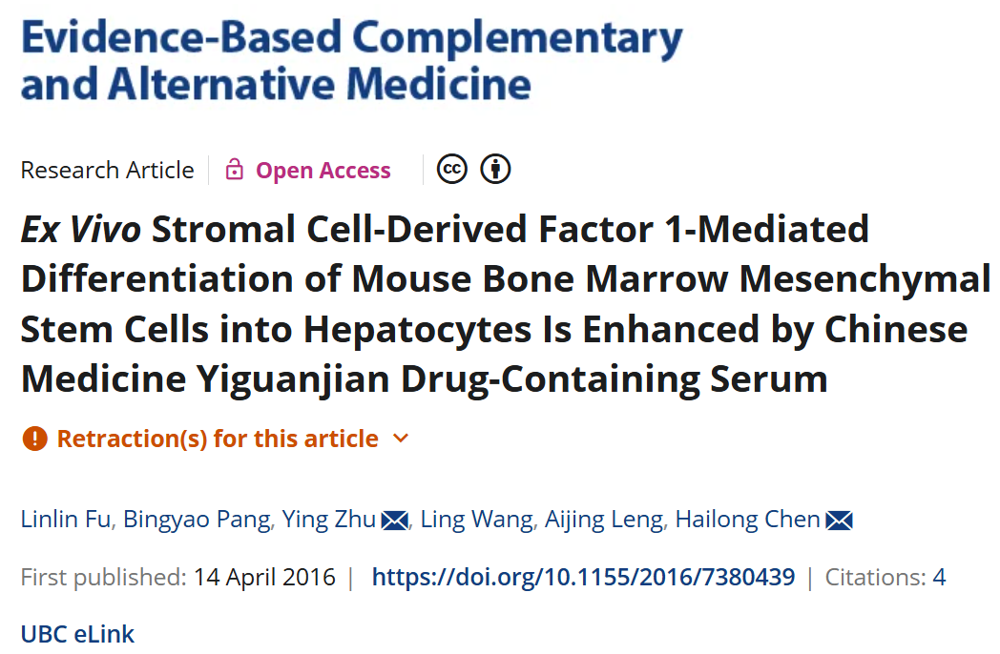 Evidence-Based Complementary
and Alternative Medicine
Research Article Open Access cc
Ex Vivo Stromal Cell-Derived Factor 1-Mediated
Differentiation of Mouse Bone Marrow Mesenchymal
Stem Cells into Hepatocytes Is Enhanced by Chinese
Medicine Yiguanjian Drug-Containing Serum
! Retraction(s) for this article
Linlin Fu, Bingyao Pang, Ying Zhu, Ling Wang, Aijing Leng, Hailong Chen
First published: 14 April 2016 | https://doi.org/10.1155/2016/7380439 | Citations: 4
UBC eLink